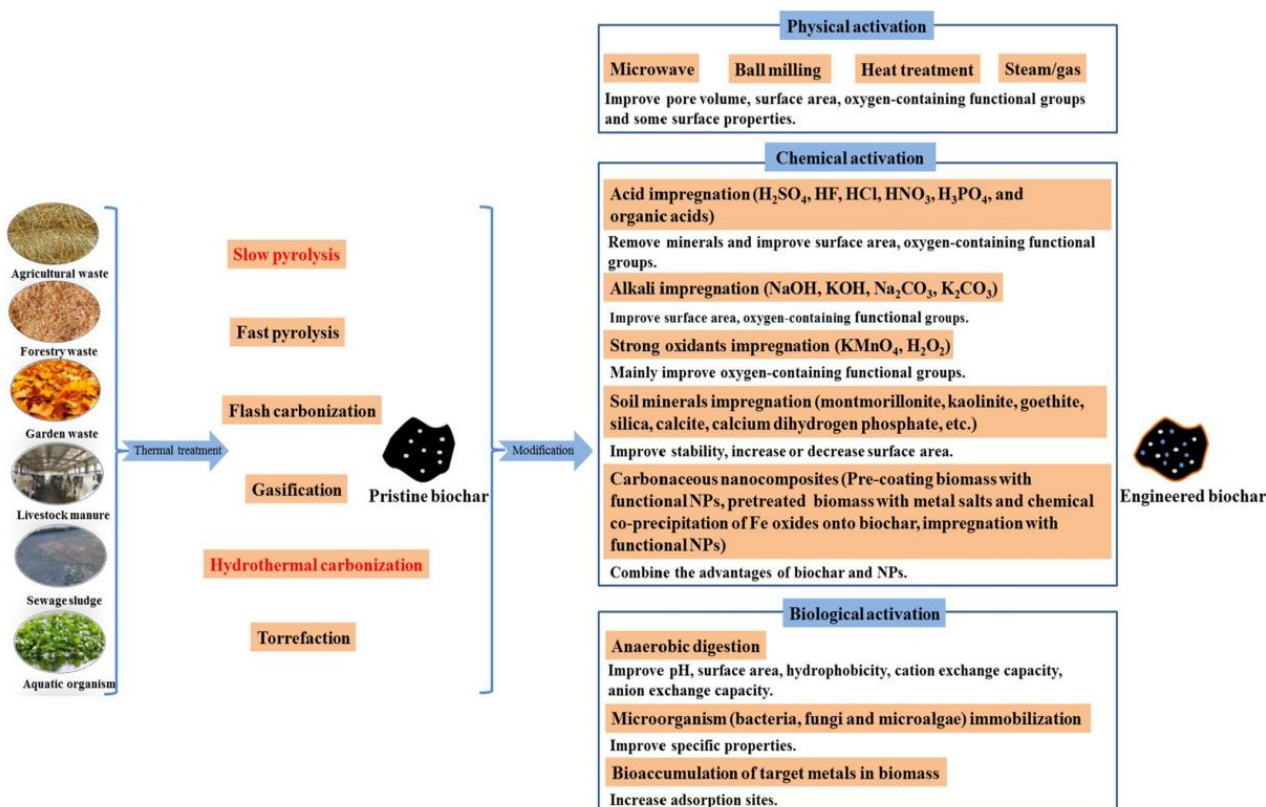 Agricultural waste
Forestry waste
Garden waste
Livestock manure
Sewage sludge
Aquatic organism
Thermal treatment
Slow pyrolysis
Fast pyrolysis
Flash carbonization
Gasification
Hydrothermal carbonization
Torrefaction
Pristine biochar
Modification
Physical activation
Microwave Ball milling Heat treatment Steam/gas
Improve pore volume, surface area, oxygen-containing functional groups
and some surface properties.
Chemical activation
Acid impregnation (H₂SO₄, HF, HCl, HNO₃, H₃PO₄, and
organic acids)
Remove minerals and improve surface area, oxygen-containing functional
groups.
Alkali impregnation (NaOH, KOH, Na₂CO₃, K₂CO₃)
Improve surface area, oxygen-containing functional groups.
Strong oxidants impregnation (KMnO₄, H₂O₂)
Mainly improve oxygen-containing functional groups.
Soil minerals impregnation (montmorillonite, kaolinite, goethite,
silica, calcite, calcium dihydrogen phosphate, etc.)
Improve stability, increase or decrease surface area.
Carbonaceous nanocomposites (Pre-coating biomass with
functional NPs, pretreated biomass with metal salts and chemical
co-precipitation of Fe oxides onto biochar, impregnation with
functional NPs)
Combine the advantages of biochar and NPs.
Biological activation
Anaerobic digestion
Improve pH, surface area, hydrophobicity, cation exchange capacity,
anion exchange capacity.
Microorganism (bacteria, fungi and microalgae) immobilization
Improve specific properties.
Bioaccumulation of target metals in biomass
Increase adsorption sites.
Engineered biochar